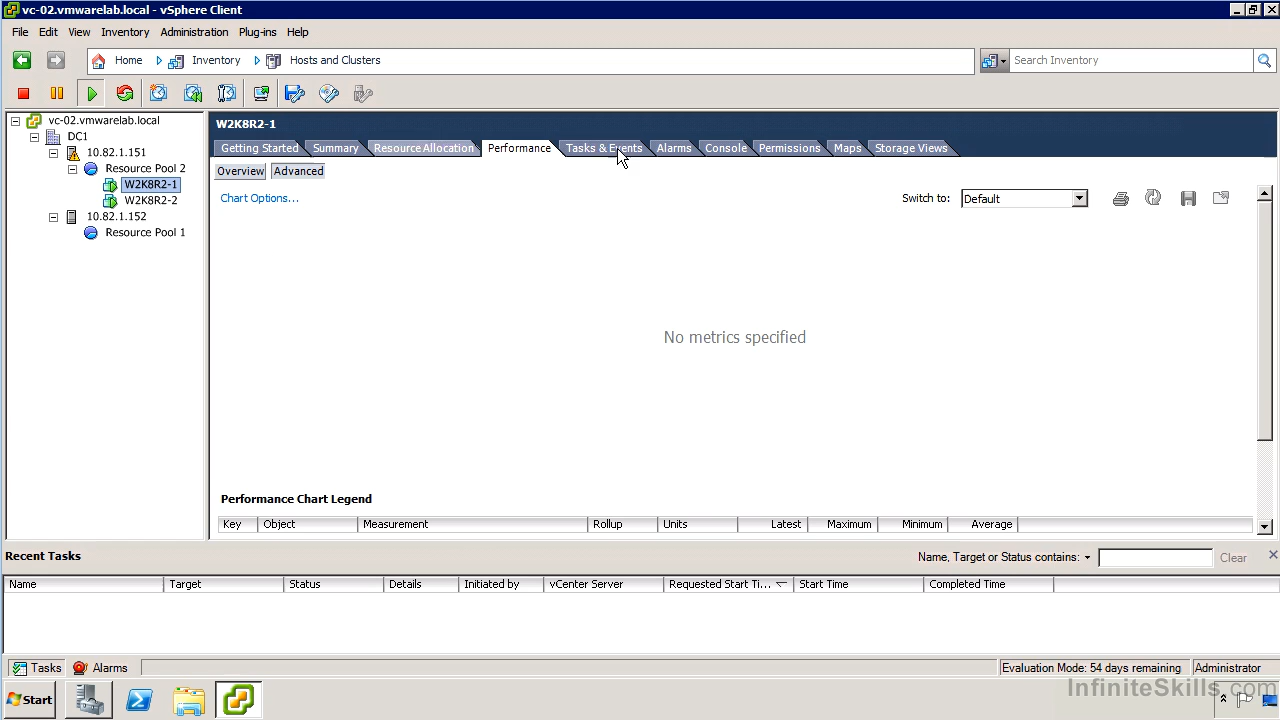 vc-02.vmwarelab.local - vSphere Client
File Edit View Inventory Administration Plug-ins Help
Home Inventory Hosts and Clusters Search Inventory
vc-02.vmwarelab.local
DC1
10.82.1.151
Resource Pool 2
W2K8R2-1
W2K8R2-2
10.82.1.152
Resource Pool 1
W2K8R2-1
Getting Started Summary Resource Allocation Performance Tasks & Events Alarms Console Permissions Maps Storage Views
Overview Advanced
Chart Options... Switch to: Default
No metrics specified
Performance Chart Legend
Key Object Measurement Rollup Units Latest Maximum Minimum Average
Recent Tasks Name, Target or Status contains: Clear
Name Target Status Details Initiated by vCenter Server Requested Start Ti... Start Time Completed Time
Tasks Alarms Evaluation Mode: 54 days remaining Administrator
Start InfiniteSkills.com